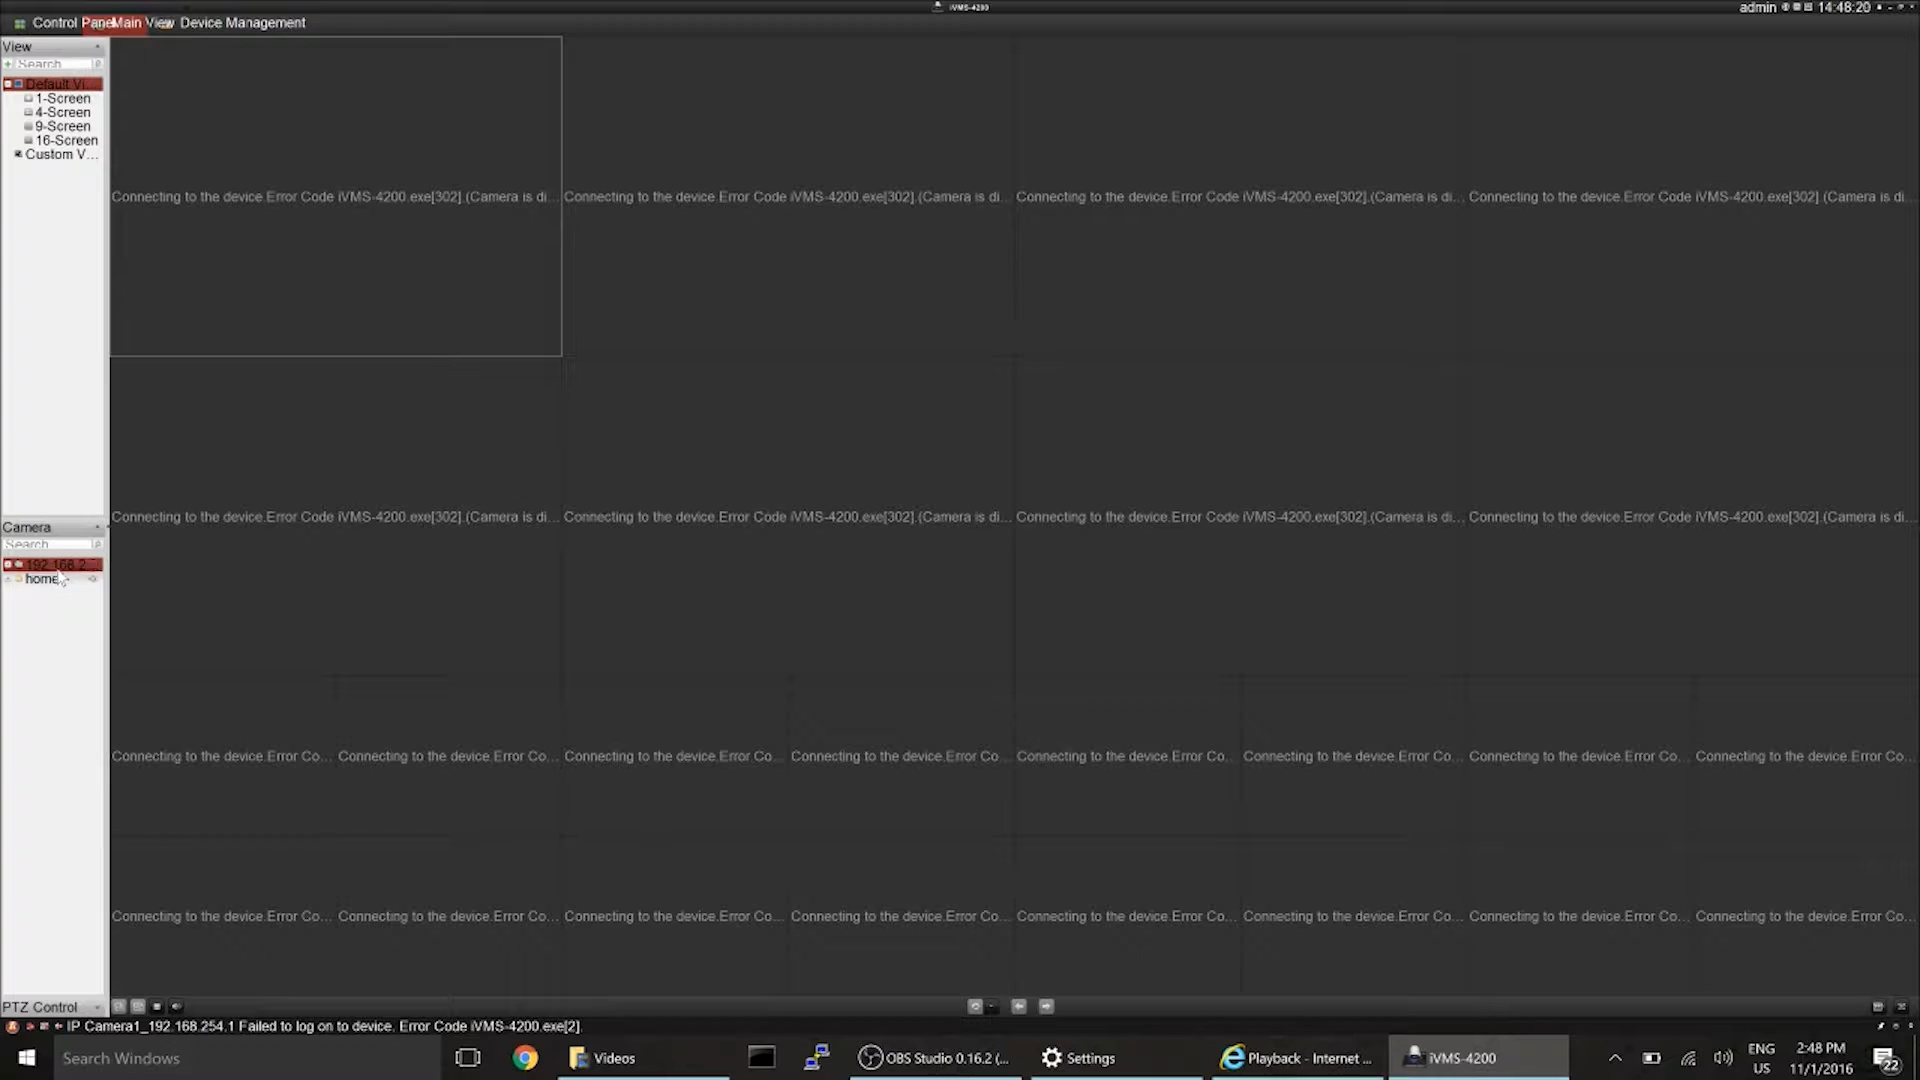 iVMS-4200
admin 14:48:20
Control Pane Main View Device Management
View
Search
Default Vi...
1-Screen
4-Screen
9-Screen
16-Screen
Custom V...
Connecting to the device.Error Code iVMS-4200.exe[302].(Camera is di... Connecting to the device.Error Code iVMS-4200.exe[302].(Camera is di... Connecting to the device.Error Code iVMS-4200.exe[302].(Camera is di... Connecting to the device.Error Code iVMS-4200.exe[302].(Camera is di...
Connecting to the device.Error Code iVMS-4200.exe[302].(Camera is di... Connecting to the device.Error Code iVMS-4200.exe[302].(Camera is di... Connecting to the device.Error Code iVMS-4200.exe[302].(Camera is di... Connecting to the device.Error Code iVMS-4200.exe[302].(Camera is di...
Camera
Search
192.168.2...
home
Connecting to the device.Error Co... Connecting to the device.Error Co... Connecting to the device.Error Co... Connecting to the device.Error Co... Connecting to the device.Error Co... Connecting to the device.Error Co... Connecting to the device.Error Co... Connecting to the device.Error Co...
Connecting to the device.Error Co... Connecting to the device.Error Co... Connecting to the device.Error Co... Connecting to the device.Error Co... Connecting to the device.Error Co... Connecting to the device.Error Co... Connecting to the device.Error Co... Connecting to the device.Error Co...
PTZ Control
IP Camera1_192.168.254.1 Failed to log on to device. Error Code iVMS-4200.exe[2].
Search Windows
Videos
OBS Studio 0.16.2 (...
Settings
Playback - Internet ...
iVMS-4200
ENG
US
2:48 PM
11/1/2016
22